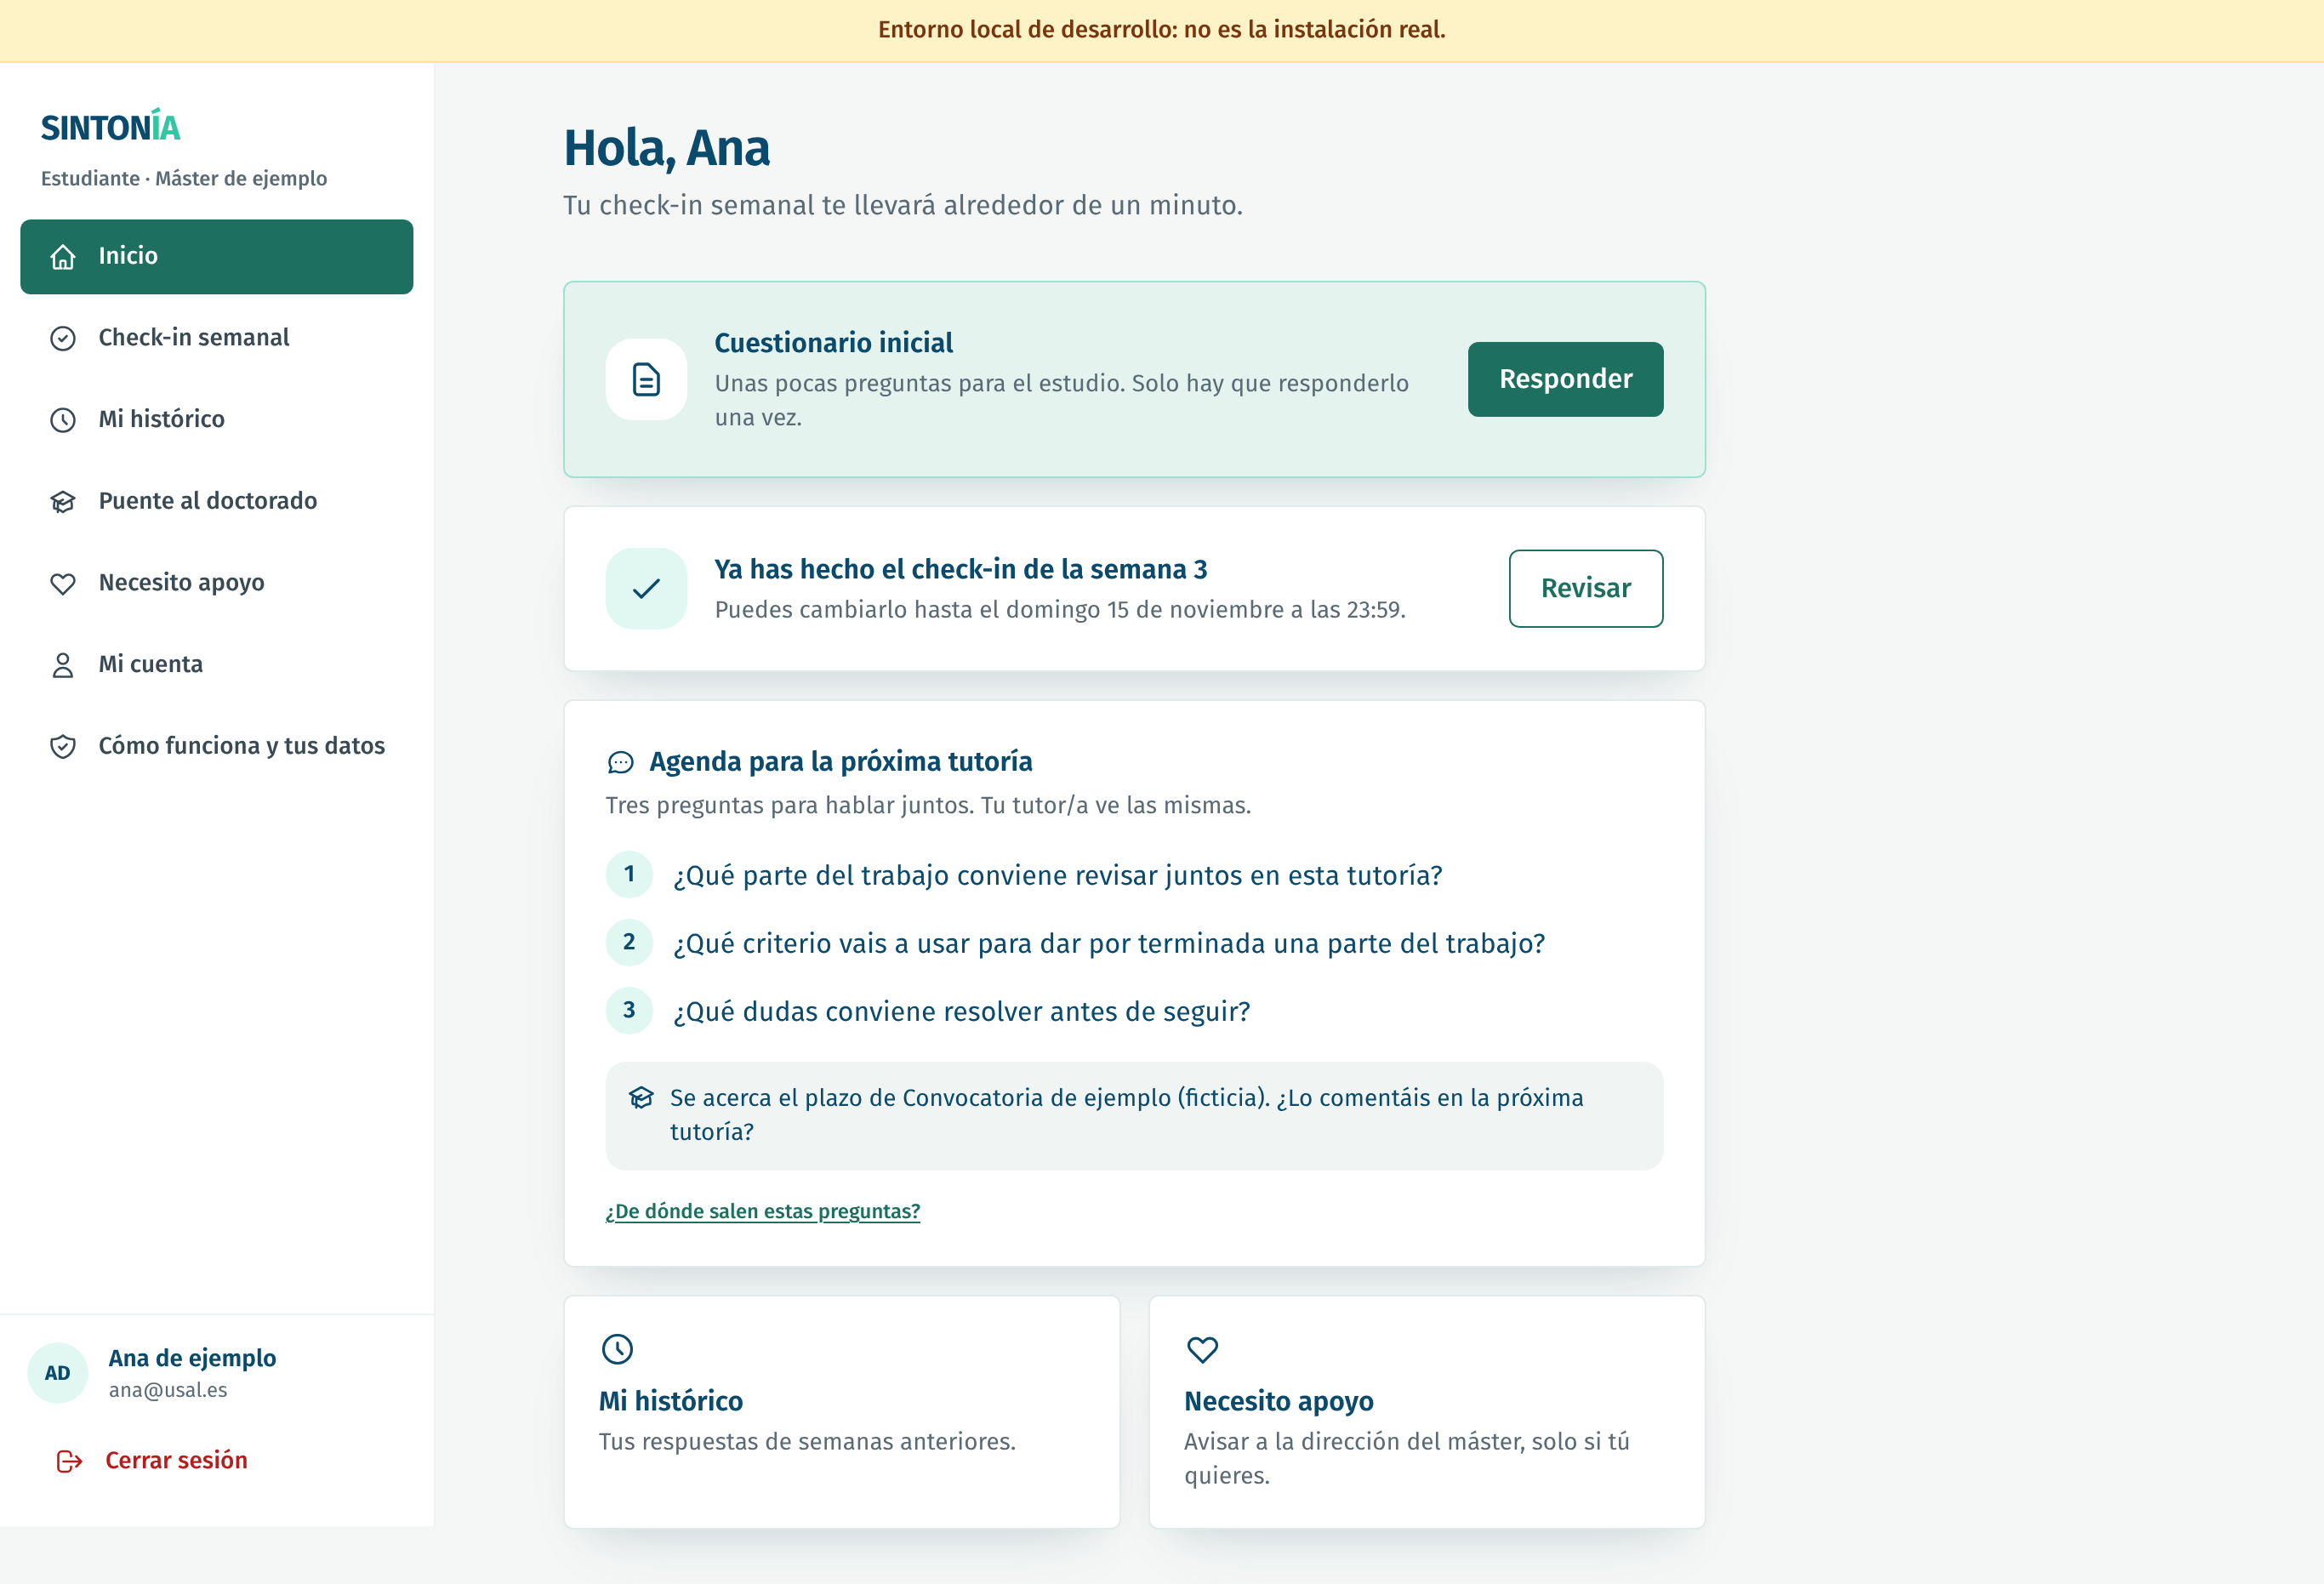 Entorno local de desarrollo: no es la instalación real.
SINTONÍA
Estudiante · Máster de ejemplo
Inicio
Check-in semanal
Mi histórico
Puente al doctorado
Necesito apoyo
Mi cuenta
Cómo funciona y tus datos
Ana de ejemplo
AD
ana@usal.es
Cerrar sesión
Hola, Ana
Tu check-in semanal te llevará alrededor de un minuto.
Cuestionario inicial
Unas pocas preguntas para el estudio. Solo hay que responderlo
una vez.
Responder
Ya has hecho el check-in de la semana 3
Puedes cambiarlo hasta el domingo 15 de noviembre a las 23:59.
Revisar
Agenda para la próxima tutoría
Tres preguntas para hablar juntos. Tu tutor/a ve las mismas.
1 ¿Qué parte del trabajo conviene revisar juntos en esta tutoría?
2 ¿Qué criterio vais a usar para dar por terminada una parte del trabajo?
3 ¿Qué dudas conviene resolver antes de seguir?
Se acerca el plazo de Convocatoria de ejemplo (ficticia). ¿Lo comentáis en la próxima
tutoría?
¿De dónde salen estas preguntas?
Mi histórico
Tus respuestas de semanas anteriores.
Necesito apoyo
Avisar a la dirección del máster, solo si tú
quieres.